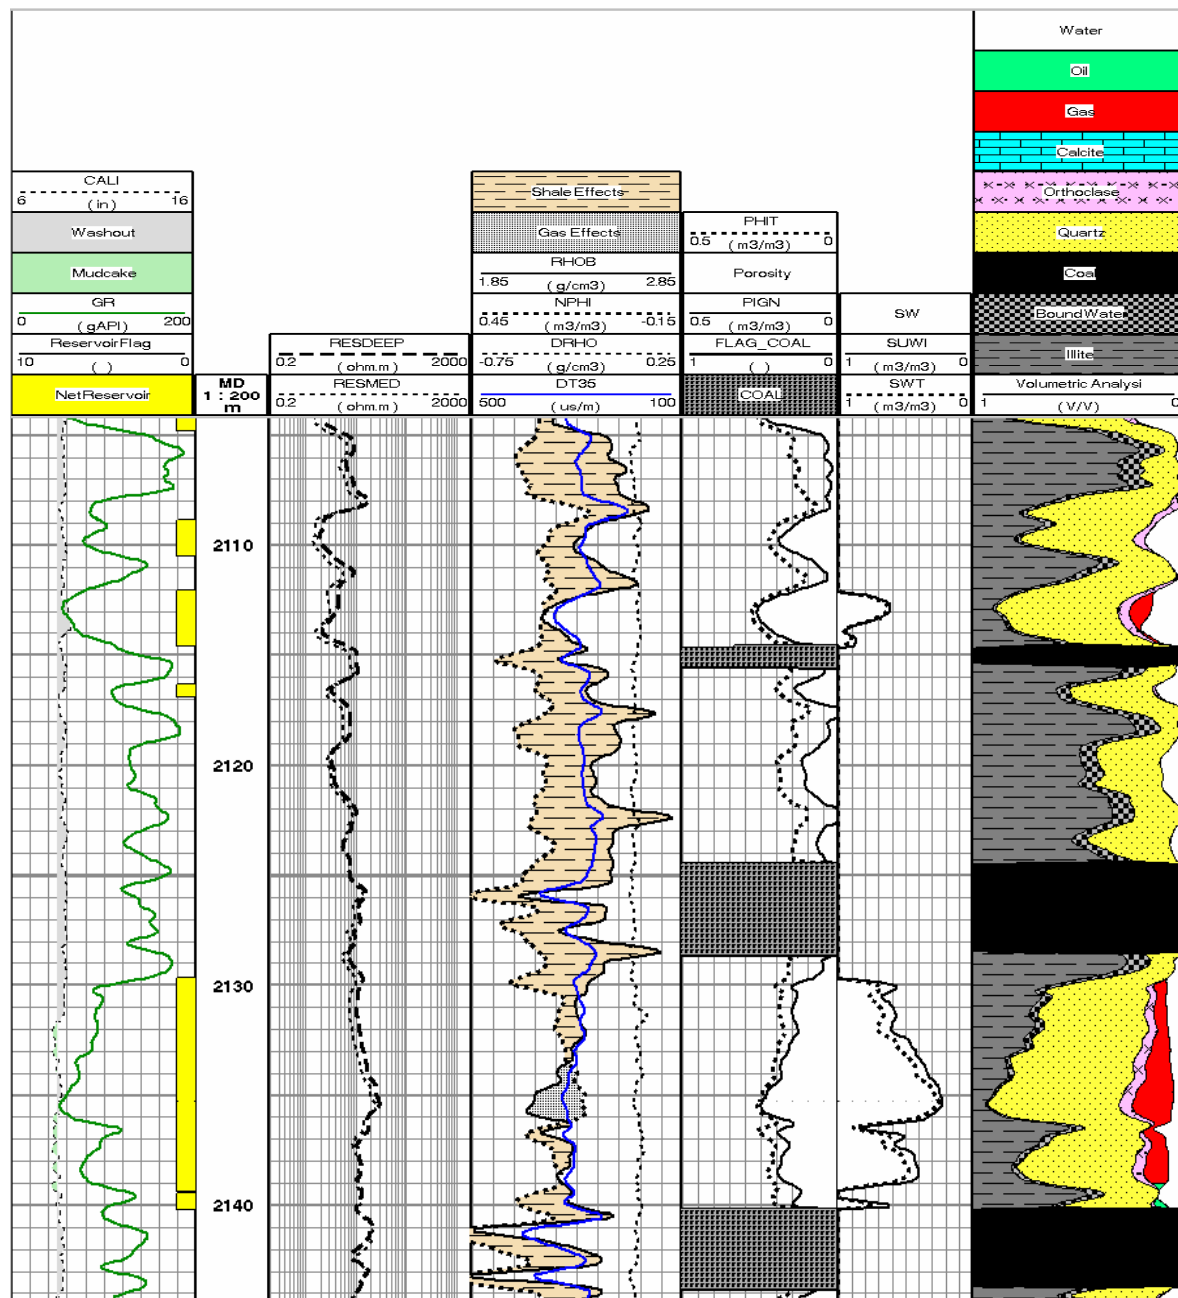 Water
Oil
Gas
Calcite
Orthoclase
Quartz
Coal
Bound Water
Illite
Volumetric Analysi
1 (V/V) 0
CALI
6 (in) 16
Washout
Mudcake
GR
0 (gAPI) 200
ReservoirFlag
10 () 0
NetReservoir
MD
1 : 200
m
RESDEEP
0.2 (ohm.m) 2000
RESMED
0.2 (ohm.m) 2000
Shale Effects
Gas Effects
RHOB
1.85 (g/cm3) 2.85
NPHI
0.45 (m3/m3) -0.15
DRHO
-0.75 (g/cm3) 0.25
DT35
500 (us/m) 100
PHIT
0.5 (m3/m3) 0
Porosity
PIGN
0.5 (m3/m3) 0
FLAG_COAL
1 () 0
COAL
SW
SUWI
1 (m3/m3) 0
SWT
1 (m3/m3) 0
2110
2120
2130
2140